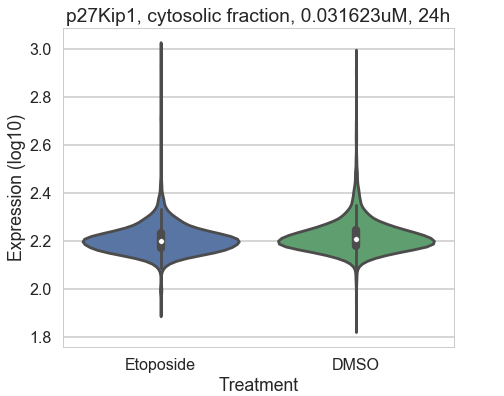 p27Kip1, cytosolic fraction, 0.031623uM, 24h
Expression (log10)
3.0
2.8
2.6
2.4
2.2
2.0
1.8
Etoposide DMSO
Treatment